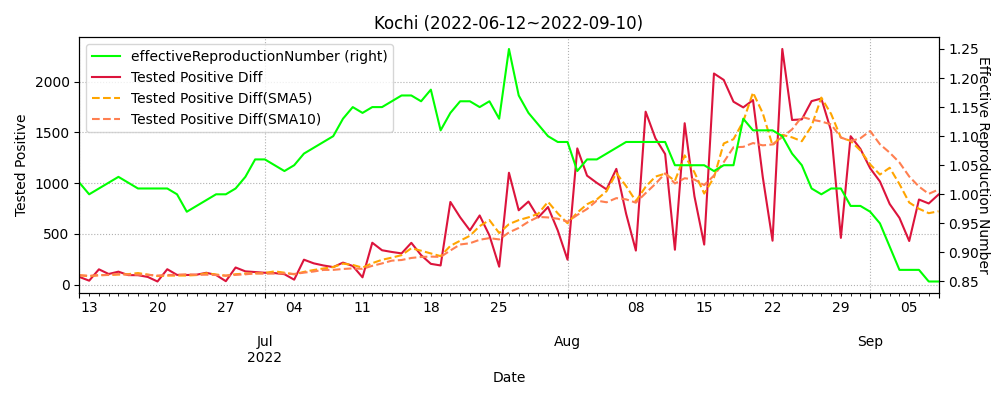 Kochi (2022-06-12~2022-09-10)
effectiveReproductionNumber (right)
Tested Positive Diff
Tested Positive Diff(SMA5)
Tested Positive Diff(SMA10)
Tested Positive
2000
1500
1000
500
0
1.25
1.20
1.15
1.10
1.05
1.00
0.95
0.90
0.85
Effective Reproduction Number
13 20 27 04 11 18 25 08 15 22 29 05
Jul Aug Sep
2022
Date